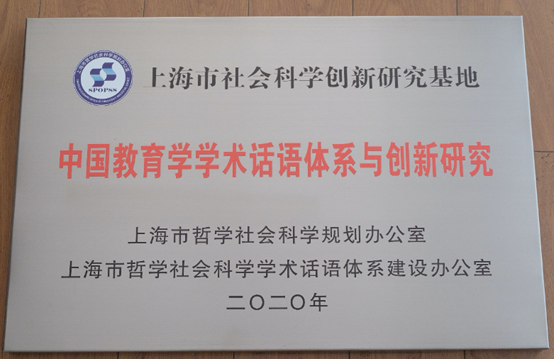 SPOPSS
上海市社会科学创新研究基地
中国教育学学术话语体系与创新研究
上海市哲学社会科学规划办公室
上海市哲学社会科学学术话语体系建设办公室
二〇二〇年